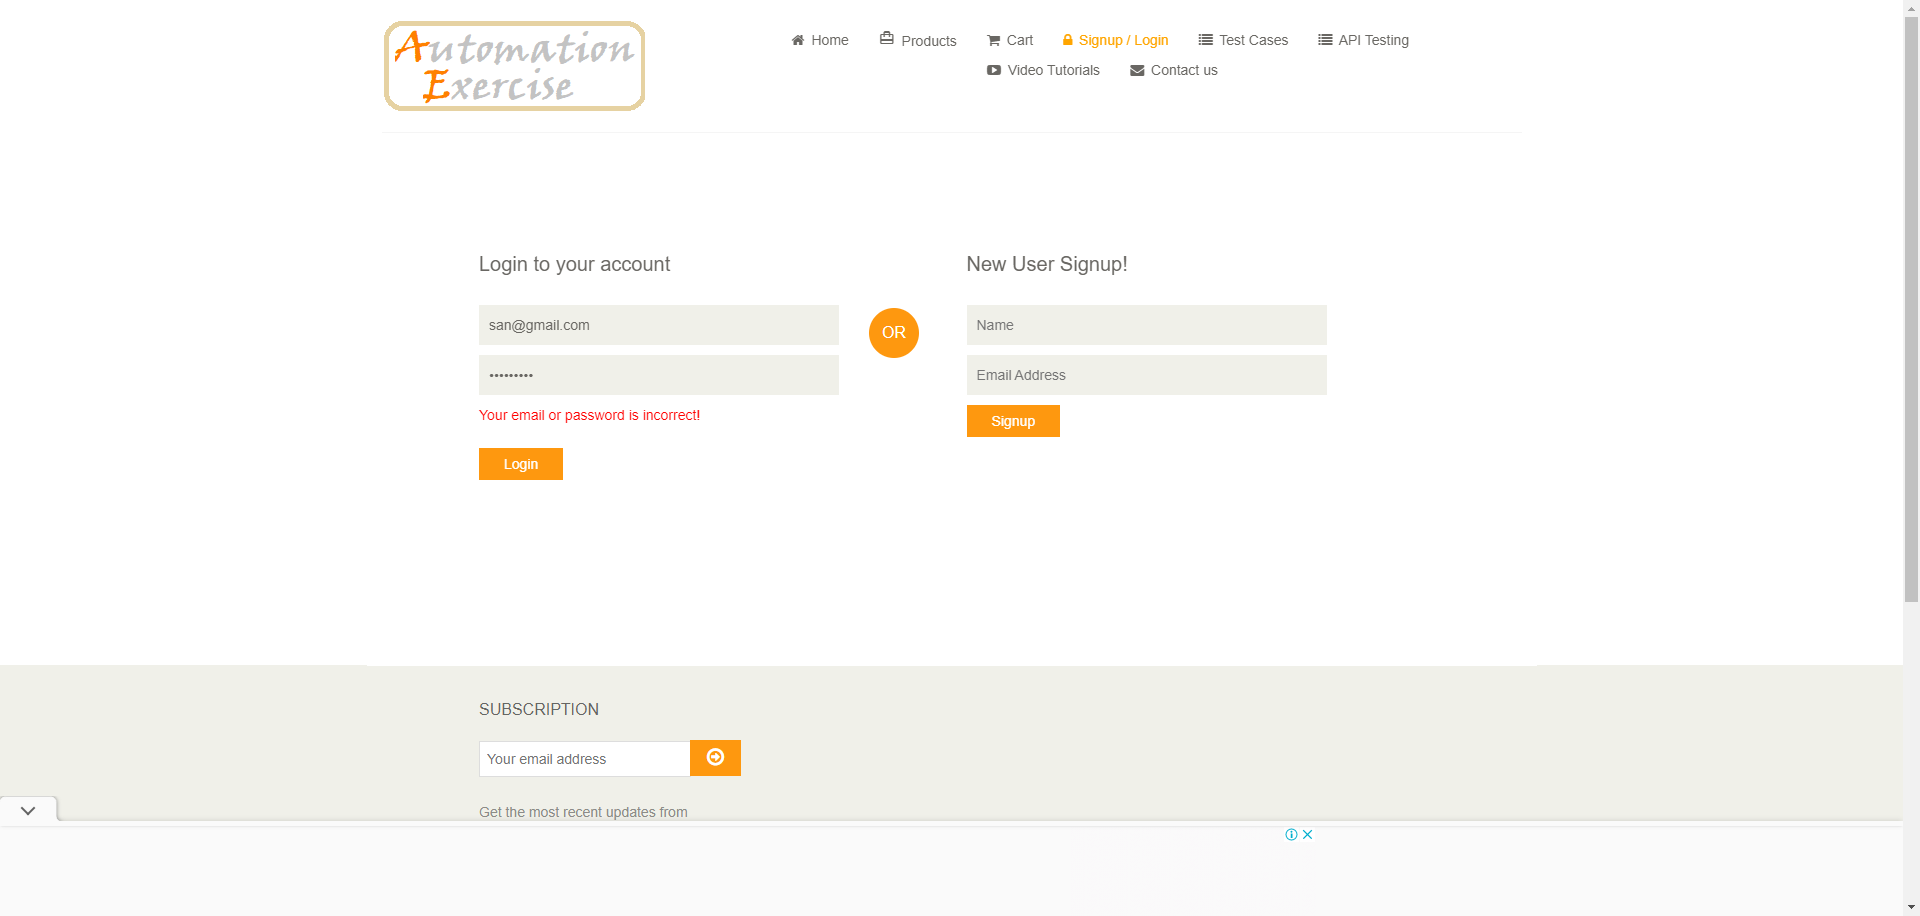 Automation
Exercise
Home
Products
Cart
Signup / Login
Test Cases
API Testing
Video Tutorials
Contact us
Login to your account
san@gmail.com
•••••••••
Your email or password is incorrect!
Login
OR
New User Signup!
Name
Email Address
Signup
SUBSCRIPTION
Your email address
Get the most recent updates from